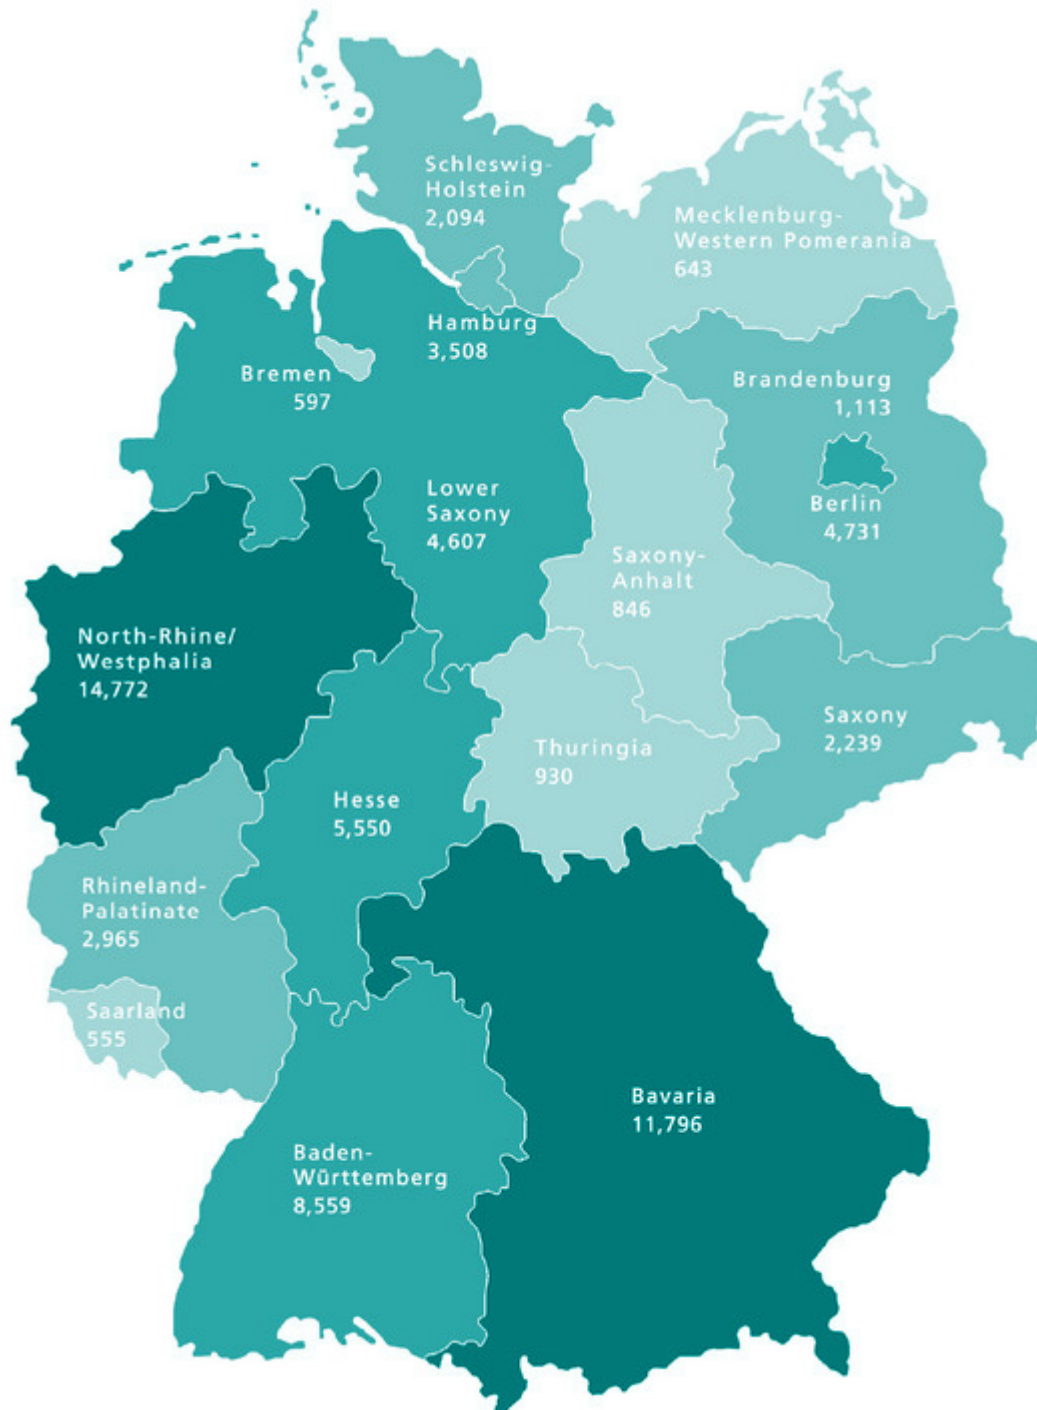 Schleswig-
Holstein
2,094
Mecklenburg-
Western Pomerania
643
Hamburg
3,508
Bremen
597
Brandenburg
1,113
Lower
Saxony
4,607
Berlin
4,731
Saxony-
Anhalt
846
North-Rhine/
Westphalia
14,772
Saxony
2,239
Thuringia
930
Hesse
5,550
Rhineland-
Palatinate
2,965
Saarland
555
Bavaria
11,796
Baden-
Württemberg
8,559